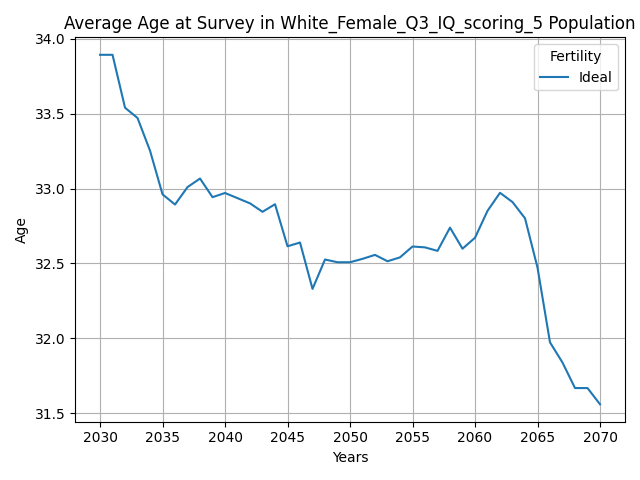 Average Age at Survey in White_Female_Q3_IQ_scoring_5 Population
Fertility
Ideal
34.0
33.5
33.0
32.5
32.0
31.5
Age
2030 2035 2040 2045 2050 2055 2060 2065 2070
Years